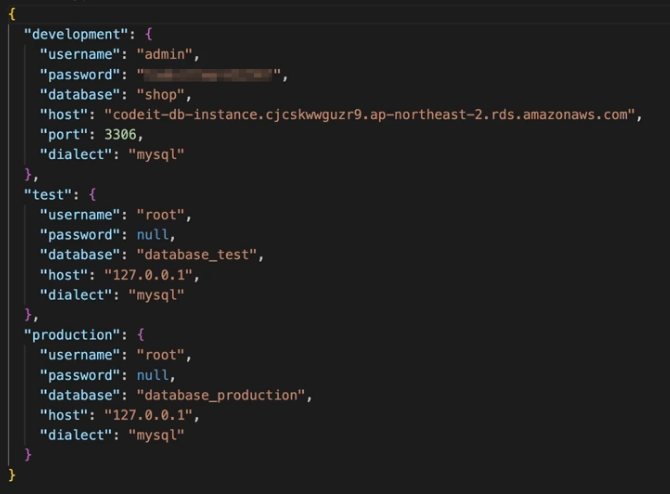 {
"development": {
"username": "admin",
"password": "",
"database": "shop",
"host": "codeit-db-instance.cjcskwwguzr9.ap-northeast-2.rds.amazonaws.com",
"port": 3306,
"dialect": "mysql"
},
"test": {
"username": "root",
"password": null,
"database": "database_test",
"host": "127.0.0.1",
"dialect": "mysql"
},
"production": {
"username": "root",
"password": null,
"database": "database_production",
"host": "127.0.0.1",
"dialect": "mysql"
}
}